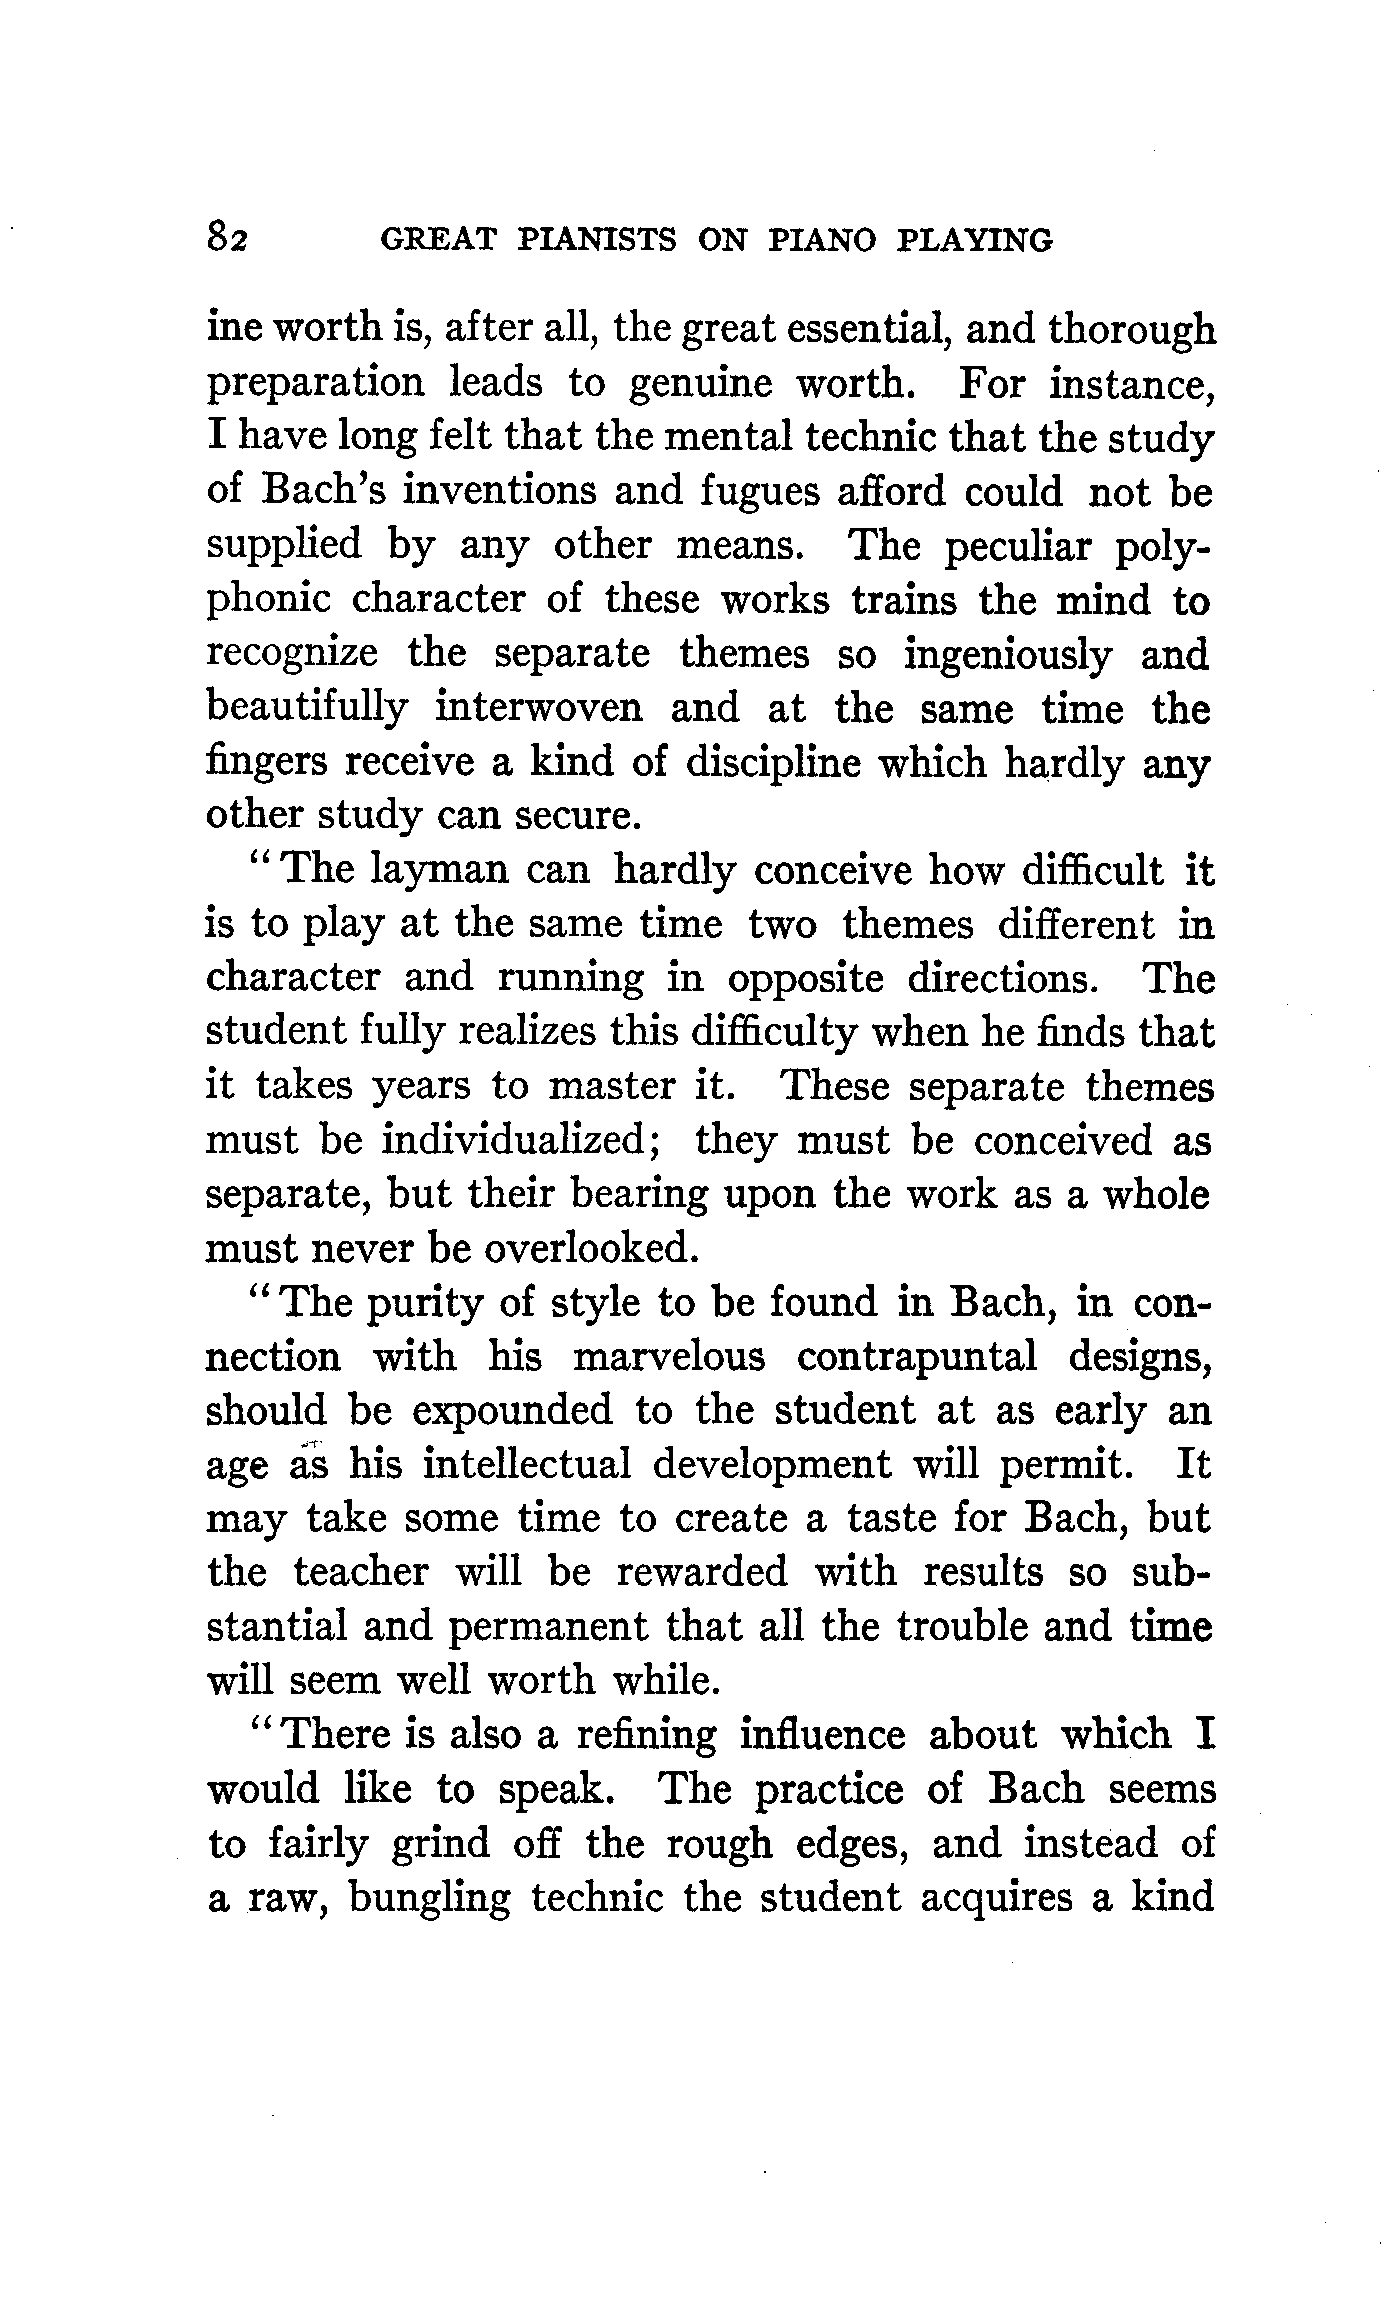 82 GREAT PIANISTS ON PIANO PLAYING
ine worth is, after all, the great essential, and thorough
preparation leads to genuine worth. For instance,
I have long felt that the mental technic that the study
of Bach's inventions and fugues afford could not be
supplied by any other means. The peculiar poly-
phonic character of these works trains the mind to
recognize the separate themes so ingeniously and
beautifully interwoven and at the same time the
fingers receive a kind of discipline which hardly any
other study can secure.
“The layman can hardly conceive how difficult it
is to play at the same time two themes different in
character and running in opposite directions. The
student fully realizes this difficulty when he finds that
it takes years to master it. These separate themes
must be individualized; they must be conceived as
separate, but their bearing upon the work as a whole
must never be overlooked.
“The purity of style to be found in Bach, in con-
nection with his marvelous contrapuntal designs,
should be expounded to the student at as early an
age as his intellectual development will permit. It
may take some time to create a taste for Bach, but
the teacher will be rewarded with results so sub-
stantial and permanent that all the trouble and time
will seem well worth while.
“There is also a refining influence about which I
would like to speak. The practice of Bach seems
to fairly grind off the rough edges, and instead of
a raw, bungling technic the student acquires a kind